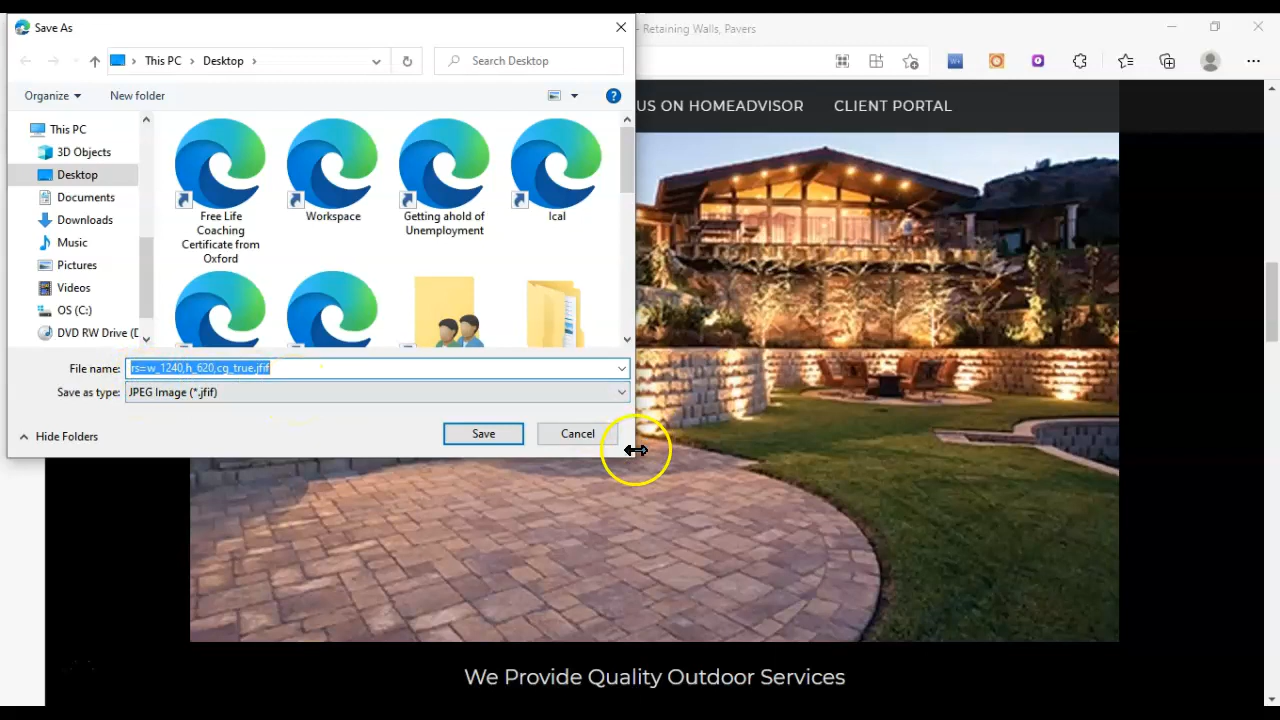 Save As
- Retaining Walls, Pavers
This PC
Desktop
Search Desktop
Organize
New folder
US ON HOMEADVISOR
CLIENT PORTAL
This PC
3D Objects
Desktop
Documents
Downloads
Music
Pictures
Videos
OS (C:)
DVD RW Drive (D
Free Life
Coaching
Certificate from
Oxford
Workspace
Getting ahold of
Unemployment
Ical
File name:
rs=w_1240,h_620,cg_true.jfif
Save as type:
JPEG Image (*.jfif)
Hide Folders
Save
Cancel
We Provide Quality Outdoor Services